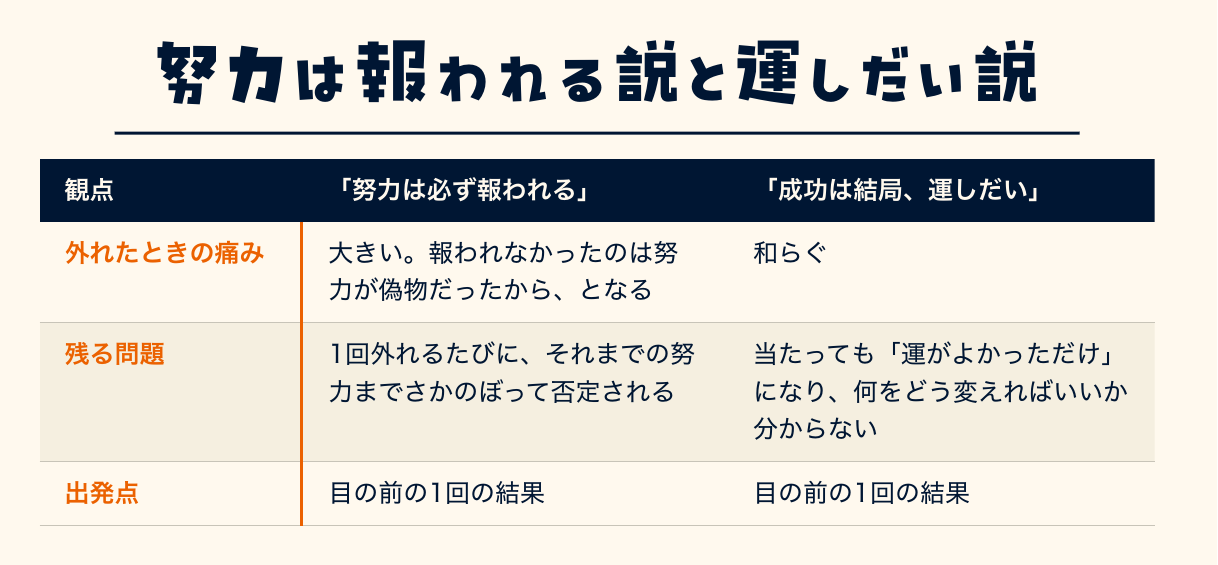 努力は報われる説と運しだい説
観点
「努力は必ず報われる」
「成功は結局、運しだい」
外れたときの痛み
大きい。報われなかったのは努
力が偽物だったから、となる
和らぐ
残る問題
1回外れるたびに、それまでの努
力までさかのぼって否定される
当たっても「運がよかっただけ」
になり、何をどう変えればいいか
分からない
出発点
目の前の1回の結果
目の前の1回の結果